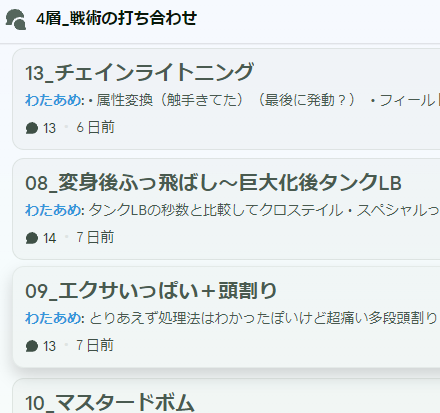 4層_戦術の打ち合わせ
13_チェインライトニング
わたあめ: ・属性変換（触手きてた）（最後に発動？） ・フィール
13 6 日前
08_変身後ふっ飛ばし～巨大化後タンクLB
わたあめ: タンクLBの秒数と比較してクロステイル・スペシャルっ
14 7 日前
09_エクサいっぱい＋頭割り
わたあめ: とりあえず処理法はわかったぽいけど超痛い多段頭割り
13 7 日前
10_マスタードボム